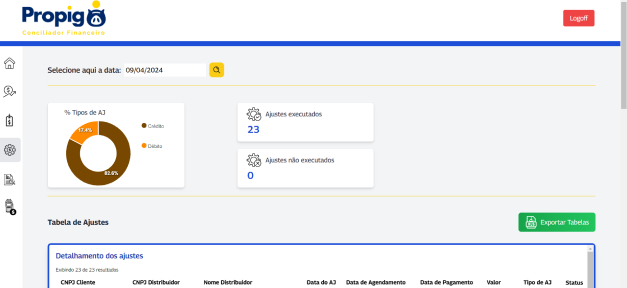 Propig
Conciliador Financeiro
Logoff
Selecione aqui a data: 09/04/2024
% Tipos de AJ
17.4%
82.6%
Crédito
Débito
Ajustes executados
23
Ajustes não executados
0
Tabela de Ajustes
Exportar Tabelas
Detalhamento dos ajustes
Exibindo 23 de 23 resultados
CNPJ Cliente CNPJ Distribuidor Nome Distribuidor Data do AJ Data de Agendamento Data de Pagamento Valor Tipo de AJ Status